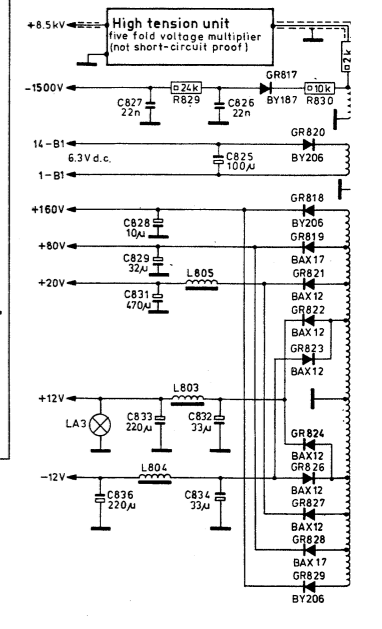 +8.5kV
High tension unit
five fold voltage multiplier
(not short-circuit proof)
2k
-1500V
24k
GR817
10k
C827
22n
R829
C826
22n
BY187
R830
14-B1
GR820
6.3V d.c.
C825
100µ
BY206
1-B1
+160V
GR818
C828
10µ
BY206
+80V
GR819
C829
32µ
BAX17
+20V
L805
GR821
C831
470µ
BAX12
GR822
BAX12
GR823
BAX12
+12V
L803
LA3
C833
220µ
C832
33µ
GR824
BAX12
-12V
L804
GR826
C836
220µ
C834
33µ
BAX12
GR827
BAX12
GR828
BAX17
GR829
BY206